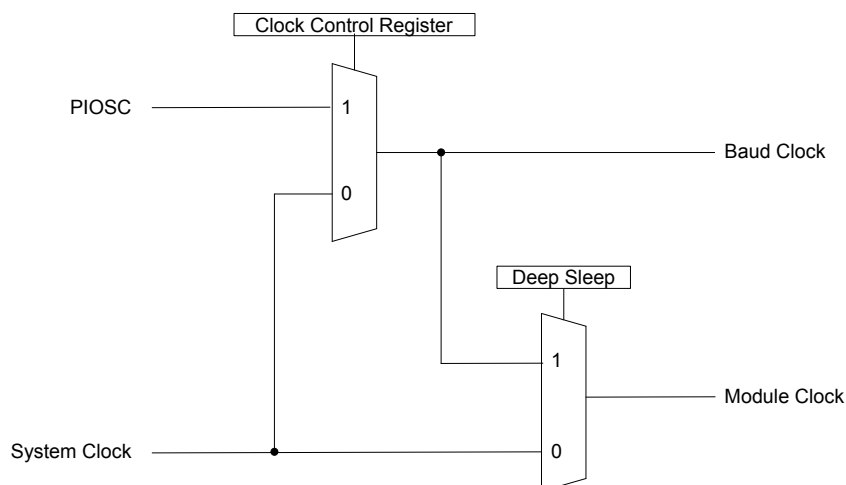 Clock Control Register
PIOSC
1
Baud Clock
0
Deep Sleep
1
Module Clock
System Clock
0